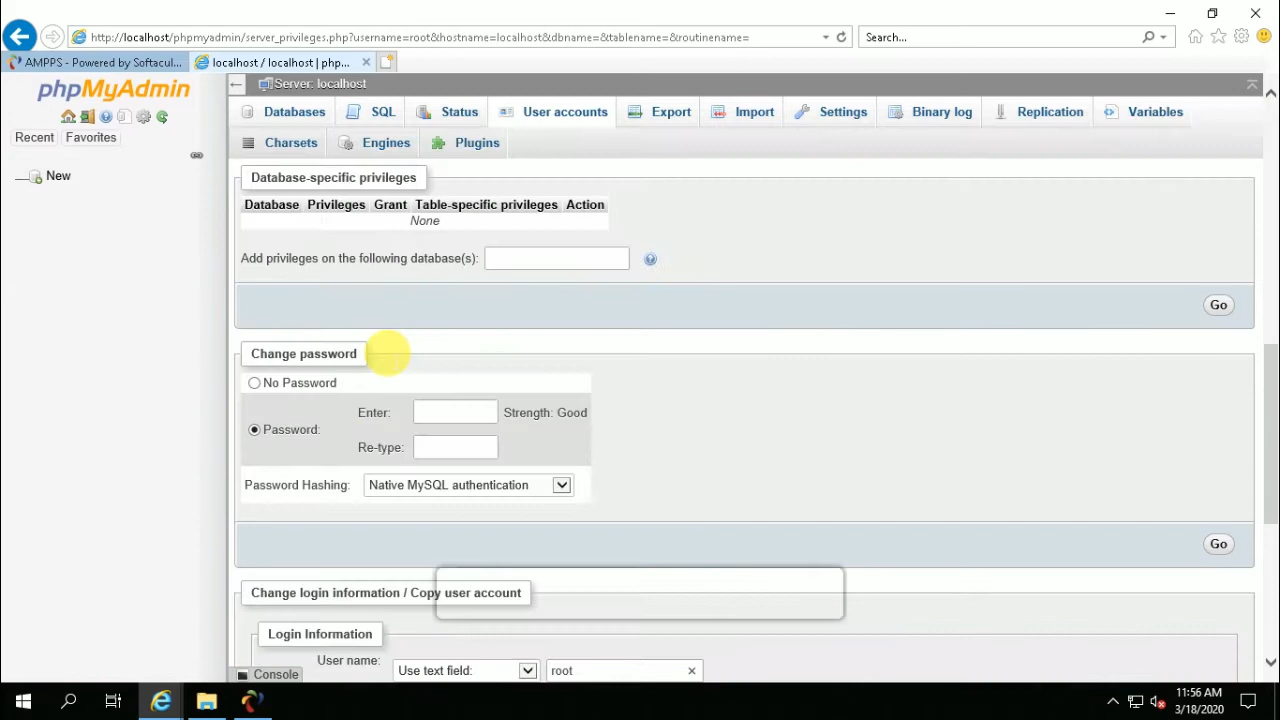 http://localhost/phpmyadmin/server_privileges.php?username=root&hostname=localhost&dbname=&tablename=&routinename=
Search...
AMPPS - Powered by Softacul...
localhost / localhost | php...
phpMyAdmin
Recent
Favorites
New
Server: localhost
Databases
SQL
Status
User accounts
Export
Import
Settings
Binary log
Replication
Variables
Charsets
Engines
Plugins
Database-specific privileges
Database Privileges Grant Table-specific privileges Action
None
Add privileges on the following database(s):
Go
Change password
No Password
Password:
Enter:
Strength: Good
Re-type:
Password Hashing:
Native MySQL authentication
Go
Change login information / Copy user account
Login Information
User name:
Use text field:
root
Console
11:56 AM
3/18/2020